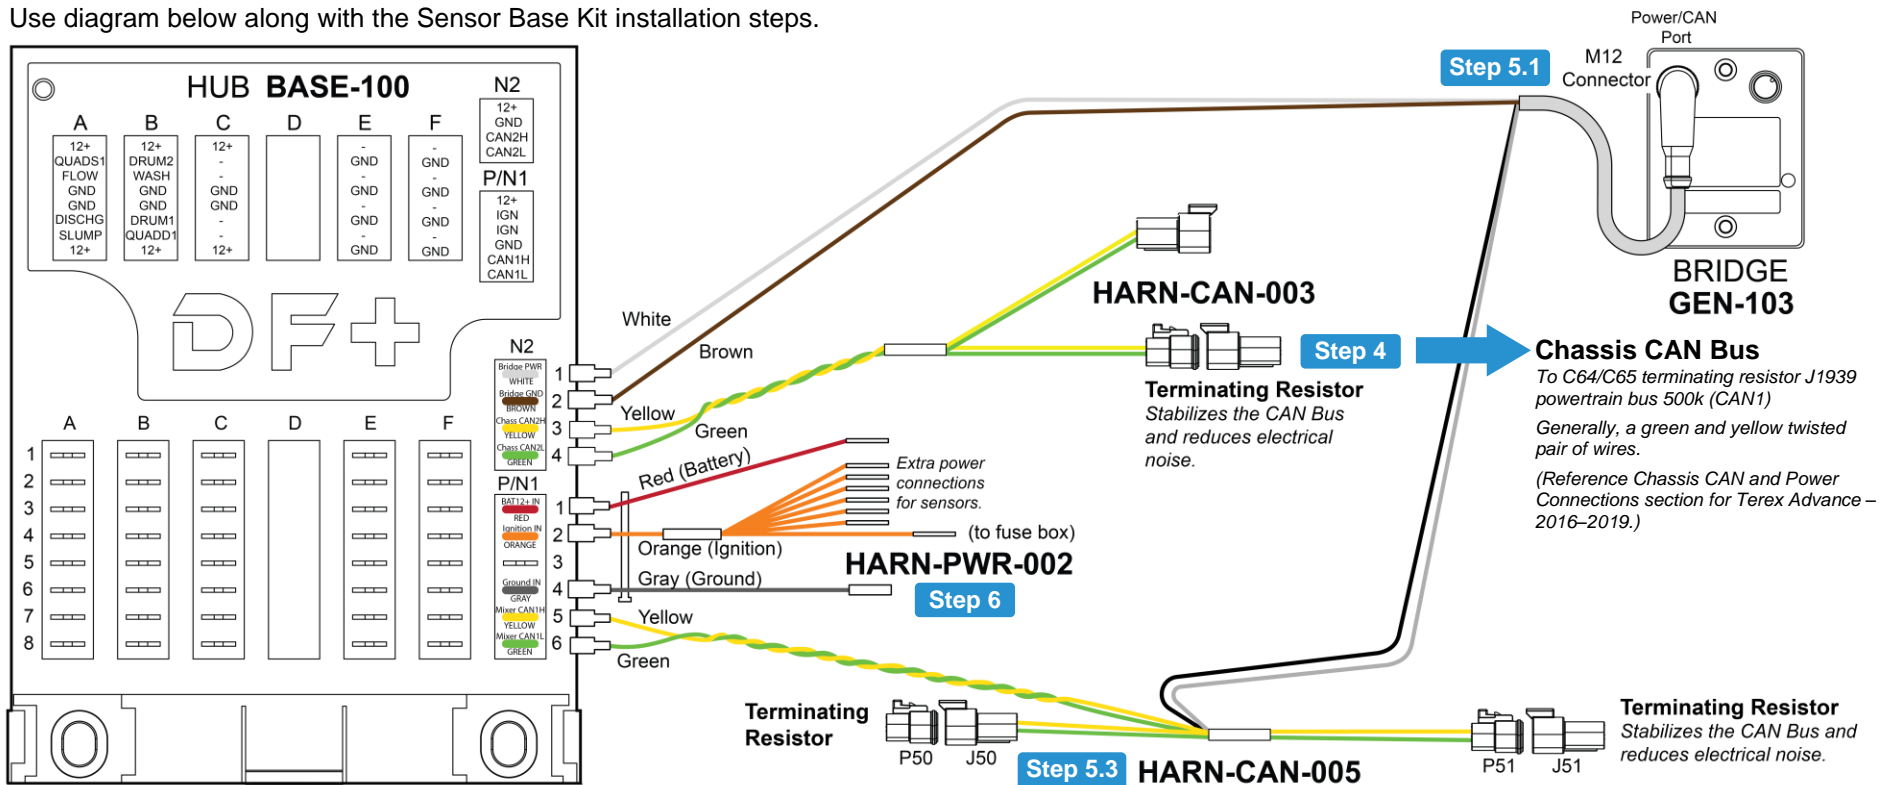 Use diagram below along with the Sensor Base Kit installation steps.
HUB BASE-100
A
12+
QUADS1
FLOW
GND
GND
DISCHG
SLUMP
12+
B
12+
DRUM2
WASH
GND
GND
DRUM1
QUADD1
12+
C
12+
-
-
GND
GND
-
-
12+
D
E
-
GND
-
GND
-
GND
-
GND
F
-
GND
-
GND
-
GND
-
GND
N2
12+
GND
CAN2H
CAN2L
P/N1
12+
IGN
IGN
GND
CAN1H
CAN1L
DF+
N2
Bridge PWR
WHITE
1
Bridge GND
BROWN
2
Chass CAN2H
YELLOW
3
Chass CAN2L
GREEN
4
P/N1
BAT12+ IN
RED
1
Ignition IN
ORANGE
2
3
Ground IN
GRAY
4
Mixer CAN1H
YELLOW
5
Mixer CAN1L
GREEN
6
A B C D E F
1
2
3
4
5
6
7
8
White
Brown
Yellow
Green
Red (Battery)
Extra power
connections
for sensors.
(to fuse box)
Orange (Ignition)
HARN-PWR-002
Gray (Ground)
Step 6
Yellow
Green
HARN-CAN-003
Step 4
Terminating Resistor
Stabilizes the CAN Bus
and reduces electrical
noise.
Step 5.1
Power/CAN
Port
M12
Connector
BRIDGE
GEN-103
Chassis CAN Bus
To C64/C65 terminating resistor J1939
powertrain bus 500k (CAN1)
Generally, a green and yellow twisted
pair of wires.
(Reference Chassis CAN and Power
Connections section for Terex Advance –
2016–2019.)
Terminating
Resistor
P50
J50
Step 5.3
HARN-CAN-005
P51
J51
Terminating Resistor
Stabilizes the CAN Bus and
reduces electrical noise.